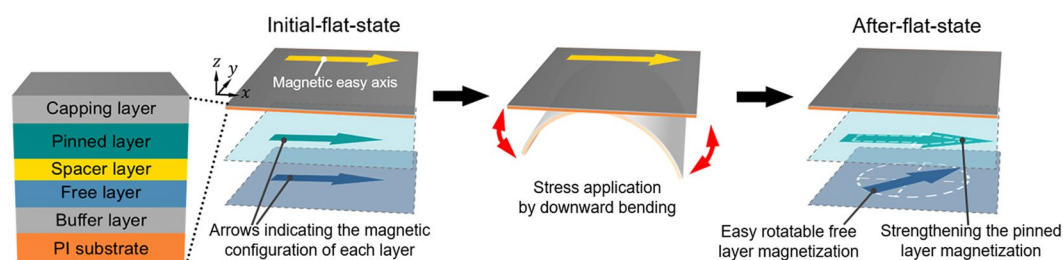 Initial-flat-state
After-flat-state
z
y
x
Magnetic easy axis
Capping layer
Pinned layer
Spacer layer
Free layer
Buffer layer
PI substrate
Arrows indicating the magnetic
configuration of each layer
Stress application
by downward bending
Easy rotatable free
layer magnetization
Strengthening the pinned
layer magnetization